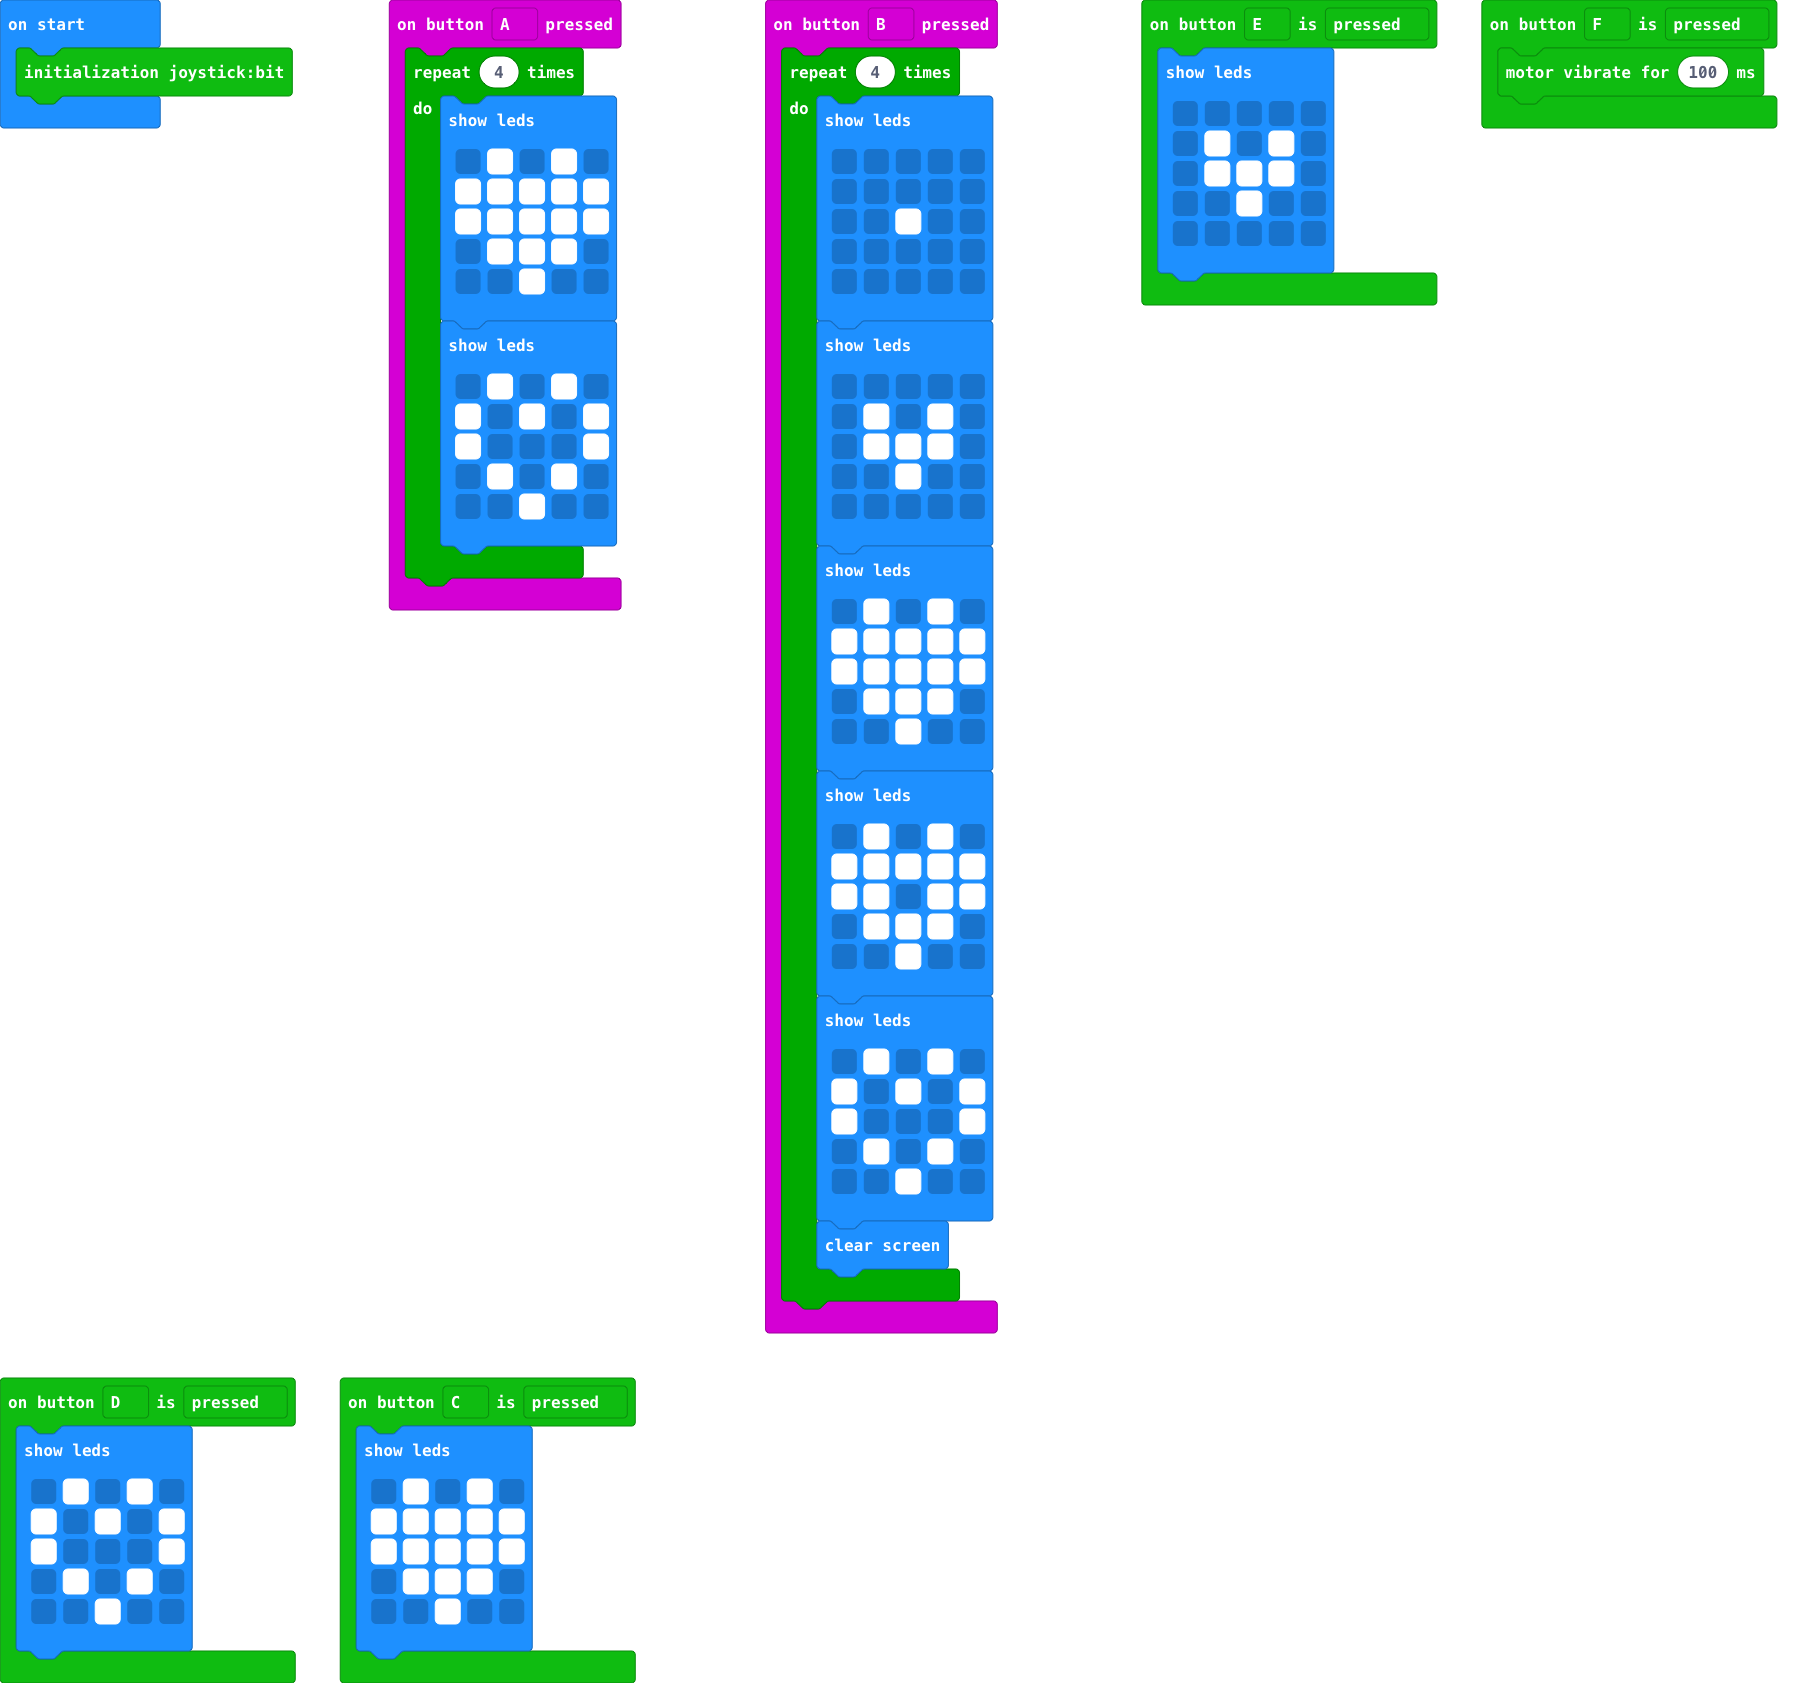 on start
initialization joystick:bit
on button A pressed
repeat 4 times
do
show leds
show leds
on button B pressed
repeat 4 times
do
show leds
show leds
show leds
show leds
show leds
clear screen
on button E is pressed
show leds
on button F is pressed
motor vibrate for 100 ms
on button D is pressed
show leds
on button C is pressed
show leds